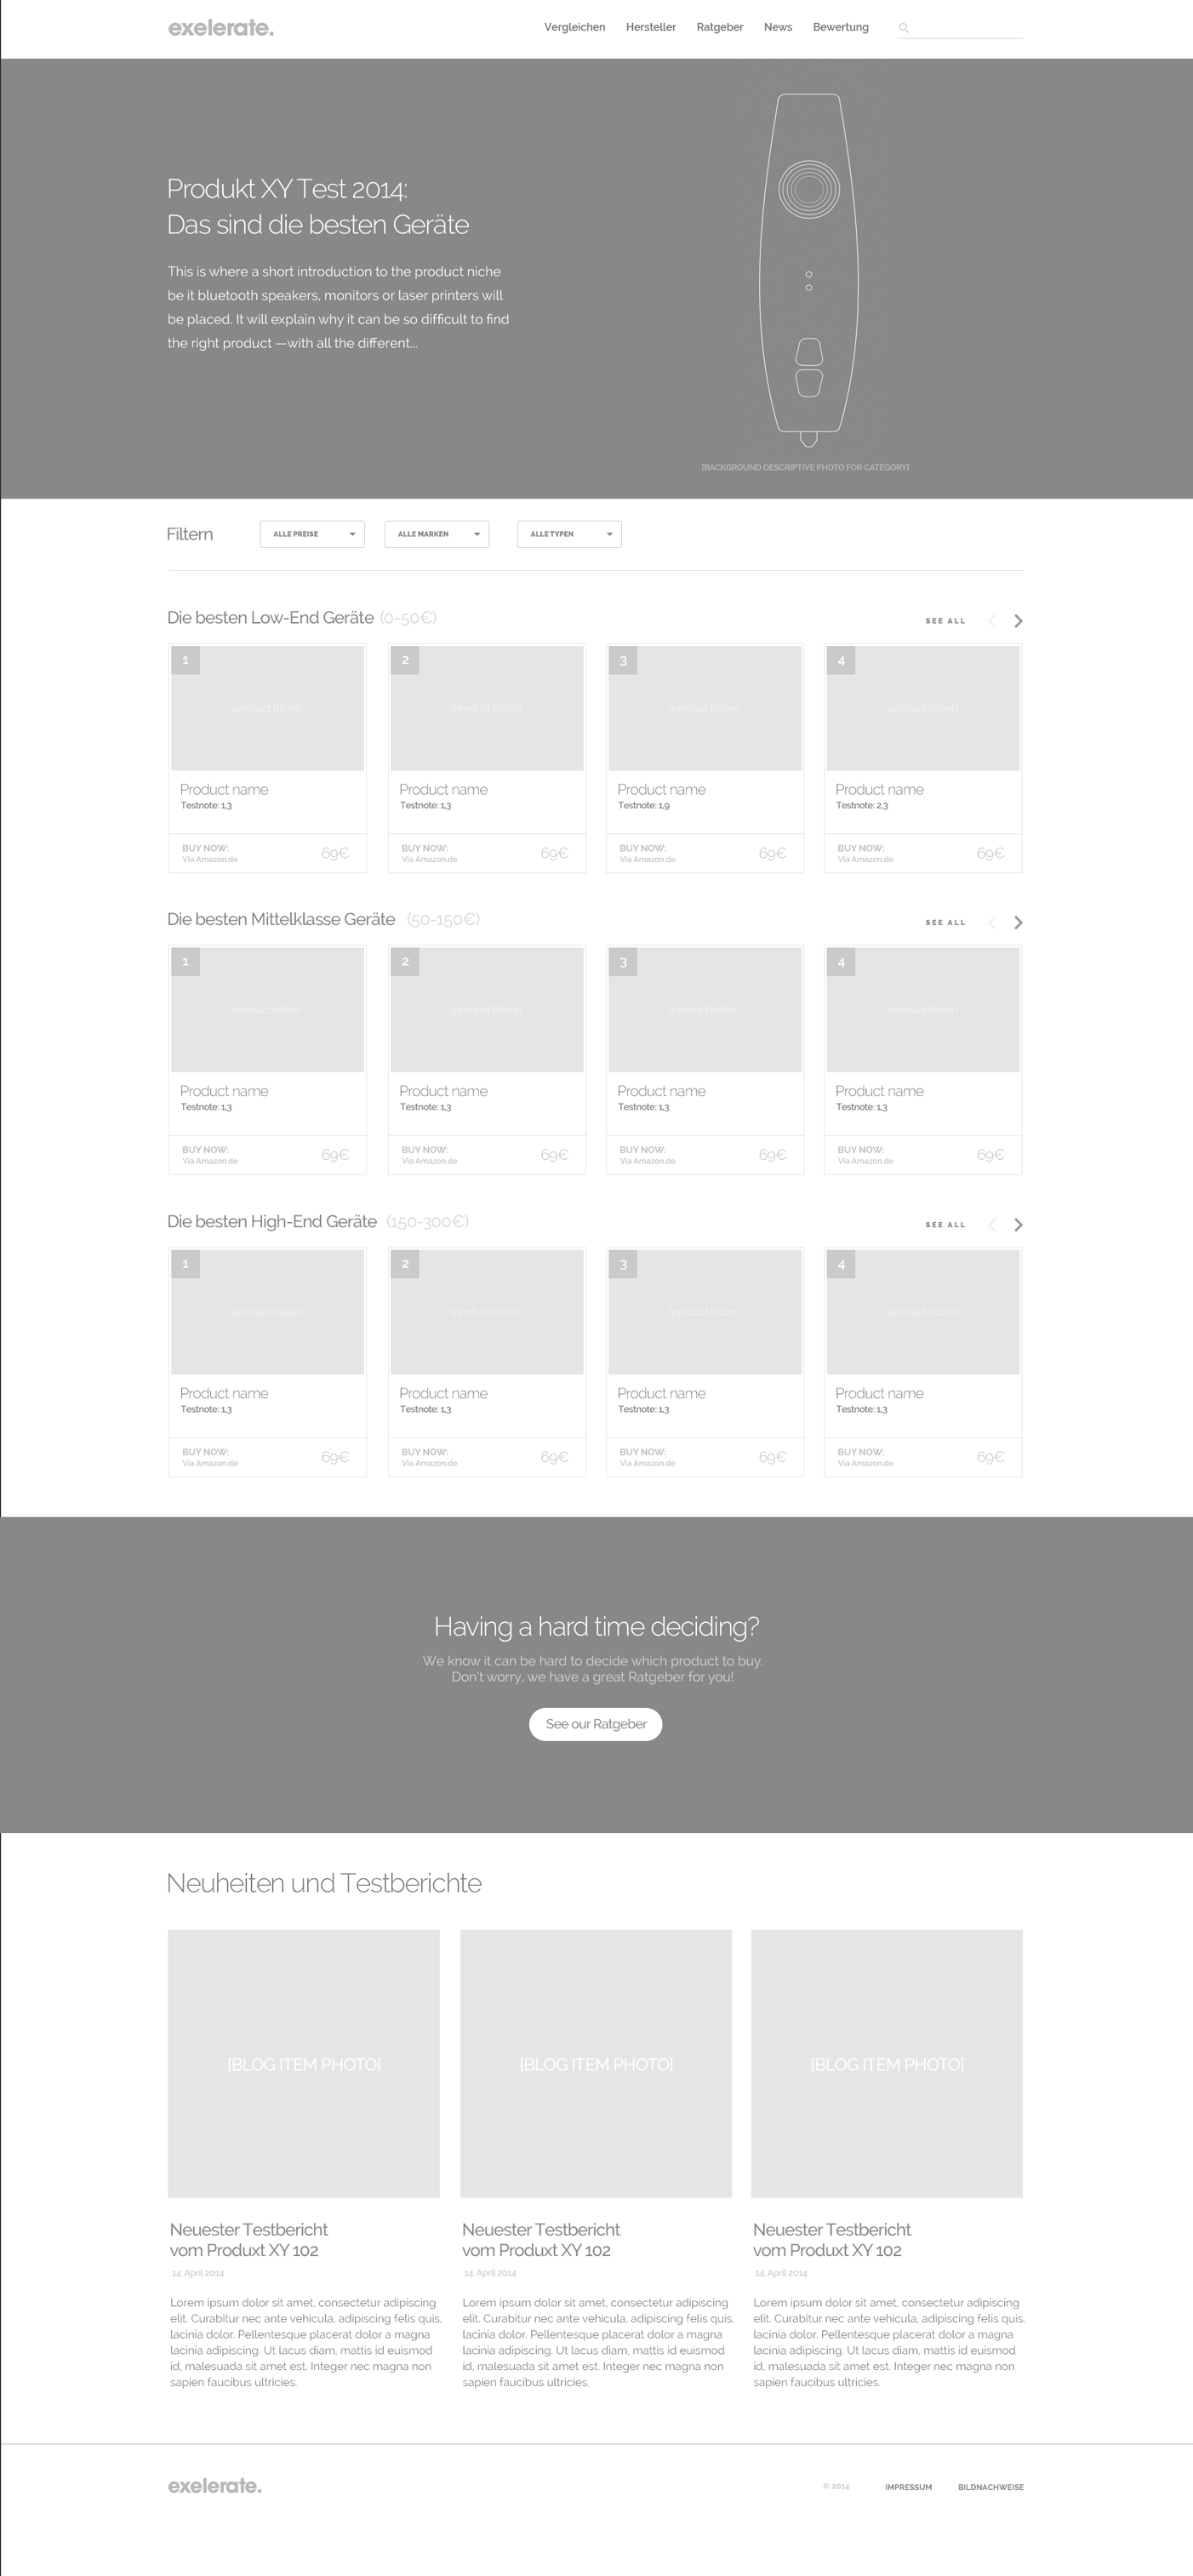 exelerate.
Vergleichen Hersteller Ratgeber News Bewertung
Produkt XY Test 2014:
Das sind die besten Geräte
This is where a short introduction to the product niche
be it bluetooth speakers, monitors or laser printers will
be placed. It will explain why it can be so difficult to find
the right product —with all the different...
[BACKGROUND DESCRIPTIVE PHOTO FOR CATEGORY]
Filtern ALLE PREISE ALLE MARKEN ALLE TYPEN
Die besten Low-End Geräte (0-50€) SEE ALL
1 2 3 4
[product bilder] [product bilder] [product bilder] [product bilder]
Product name Product name Product name Product name
Testnote: 1,3 Testnote: 1,3 Testnote: 1,9 Testnote: 2,3
BUY NOW: 69€ BUY NOW: 69€ BUY NOW: 69€ BUY NOW: 69€
Via Amazon.de Via Amazon.de Via Amazon.de Via Amazon.de
Die besten Mittelklasse Geräte (50-150€) SEE ALL
1 2 3 4
[product bilder] [product bilder] [product bilder] [product bilder]
Product name Product name Product name Product name
Testnote: 1,3 Testnote: 1,3 Testnote: 1,3 Testnote: 1,3
BUY NOW: 69€ BUY NOW: 69€ BUY NOW: 69€ BUY NOW: 69€
Via Amazon.de Via Amazon.de Via Amazon.de Via Amazon.de
Die besten High-End Geräte (150-300€) SEE ALL
1 2 3 4
[product bilder] [product bilder] [product bilder] [product bilder]
Product name Product name Product name Product name
Testnote: 1,3 Testnote: 1,3 Testnote: 1,3 Testnote: 1,3
BUY NOW: 69€ BUY NOW: 69€ BUY NOW: 69€ BUY NOW: 69€
Via Amazon.de Via Amazon.de Via Amazon.de Via Amazon.de
Having a hard time deciding?
We know it can be hard to decide which product to buy.
Don't worry, we have a great Ratgeber for you!
See our Ratgeber
Neuheiten und Testberichte
[BLOG ITEM PHOTO] [BLOG ITEM PHOTO] [BLOG ITEM PHOTO]
Neuester Testbericht
vom Produxt XY 102
14. April 2014
Lorem ipsum dolor sit amet, consectetur adipiscing
elit. Curabitur nec ante vehicula, adipiscing felis quis,
lacinia dolor. Pellentesque placerat dolor a magna
lacinia adipiscing. Ut lacus diam, mattis id euismod
id, malesuada sit amet est. Integer nec magna non
sapien faucibus ultricies.
Neuester Testbericht
vom Produxt XY 102
14. April 2014
Lorem ipsum dolor sit amet, consectetur adipiscing
elit. Curabitur nec ante vehicula, adipiscing felis quis,
lacinia dolor. Pellentesque placerat dolor a magna
lacinia adipiscing. Ut lacus diam, mattis id euismod
id, malesuada sit amet est. Integer nec magna non
sapien faucibus ultricies.
Neuester Testbericht
vom Produxt XY 102
14. April 2014
Lorem ipsum dolor sit amet, consectetur adipiscing
elit. Curabitur nec ante vehicula, adipiscing felis quis,
lacinia dolor. Pellentesque placerat dolor a magna
lacinia adipiscing. Ut lacus diam, mattis id euismod
id, malesuada sit amet est. Integer nec magna non
sapien faucibus ultricies.
exelerate.
© 2014 IMPRESSUM BILDNACHWEISE